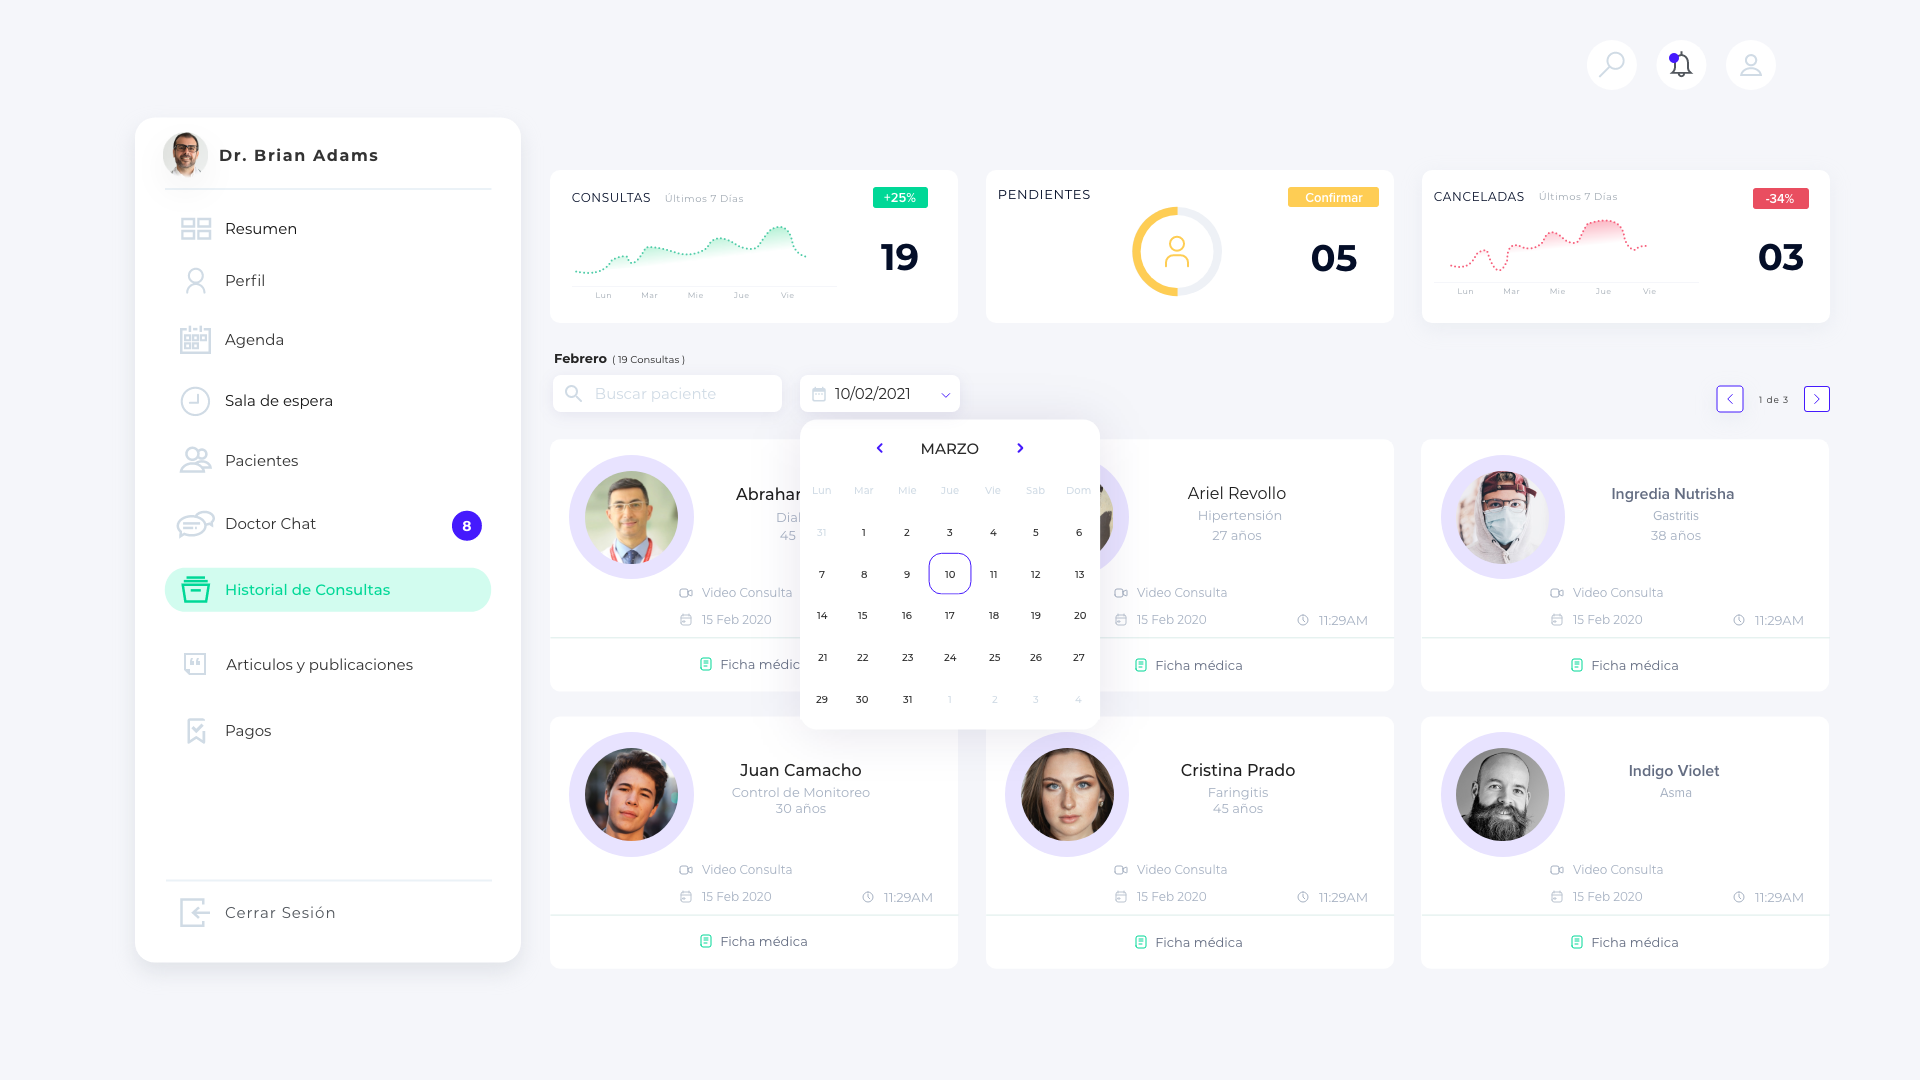 Dr. Brian Adams
Resumen
Perfil
Agenda
Sala de espera
Pacientes
Doctor Chat
8
Historial de Consultas
Articulos y publicaciones
Pagos
Cerrar Sesión
CONSULTAS Últimos 7 Días
+25%
19
Lun Mar Mie Jue Vie
PENDIENTES
Confirmar
05
CANCELADAS Últimos 7 Días
-34%
03
Lun Mar Mie Jue Vie
Febrero ( 19 Consultas )
Buscar paciente
10/02/2021
1 de 3
MARZO
Lun Mar Mie Jue Vie Sab Dom
31 1 2 3 4 5 6
7 8 9 10 11 12 13
14 15 16 17 18 19 20
21 22 23 24 25 26 27
29 30 31 1 2 3 4
45
Video Consulta
15 Feb 2020
Ariel Revollo
Hipertensión
27 años
Video Consulta
15 Feb 2020
11:29AM
Ficha médica
Ingredia Nutrisha
Gastritis
38 años
Video Consulta
15 Feb 2020
11:29AM
Ficha médica
Juan Camacho
Control de Monitoreo
30 años
Video Consulta
15 Feb 2020
11:29AM
Ficha médica
Cristina Prado
Faringitis
45 años
Video Consulta
15 Feb 2020
11:29AM
Ficha médica
Indigo Violet
Asma
Video Consulta
15 Feb 2020
11:29AM
Ficha médica